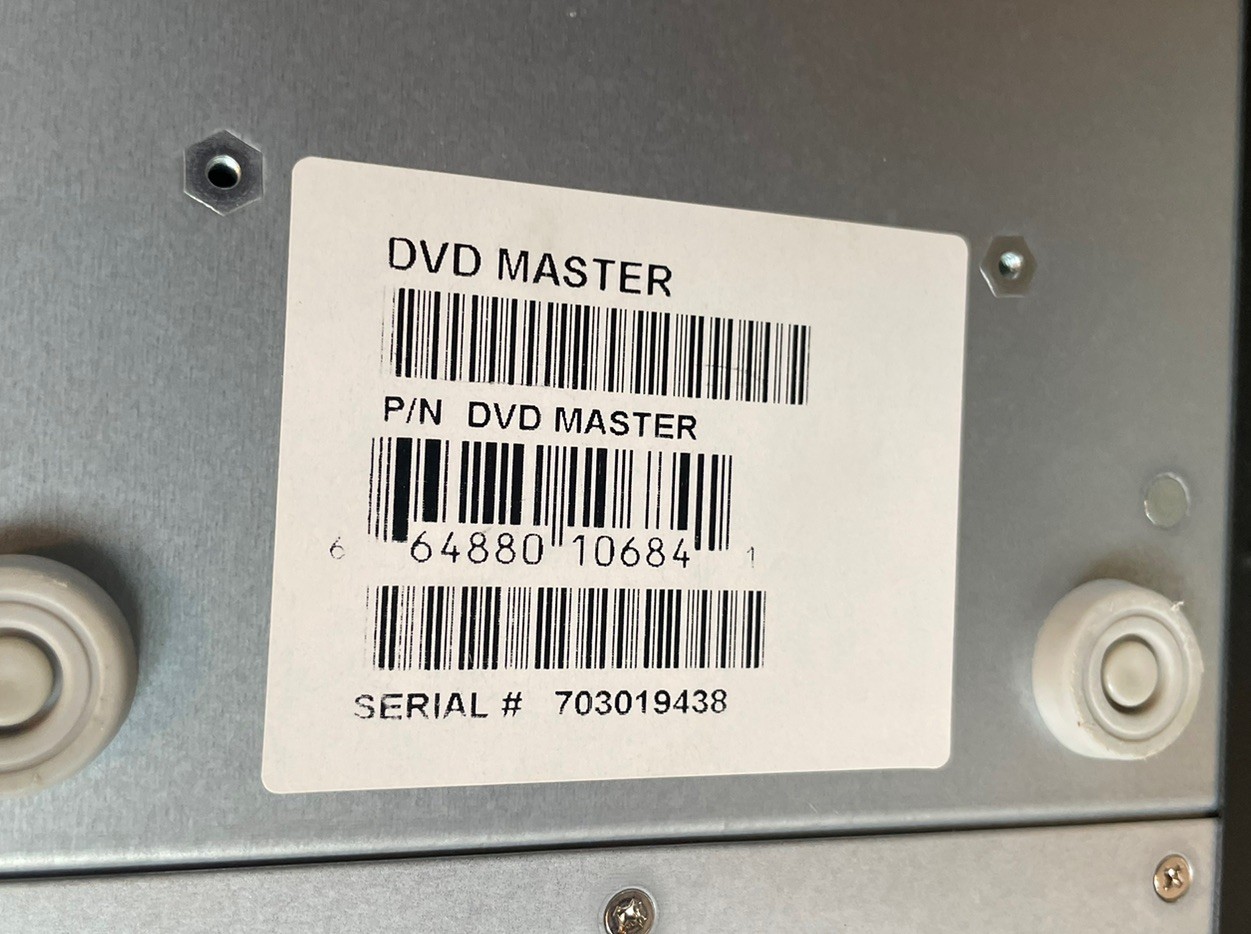 DVD MASTER
P/N DVD MASTER
6 64880 10684 1
SERIAL # 703019438